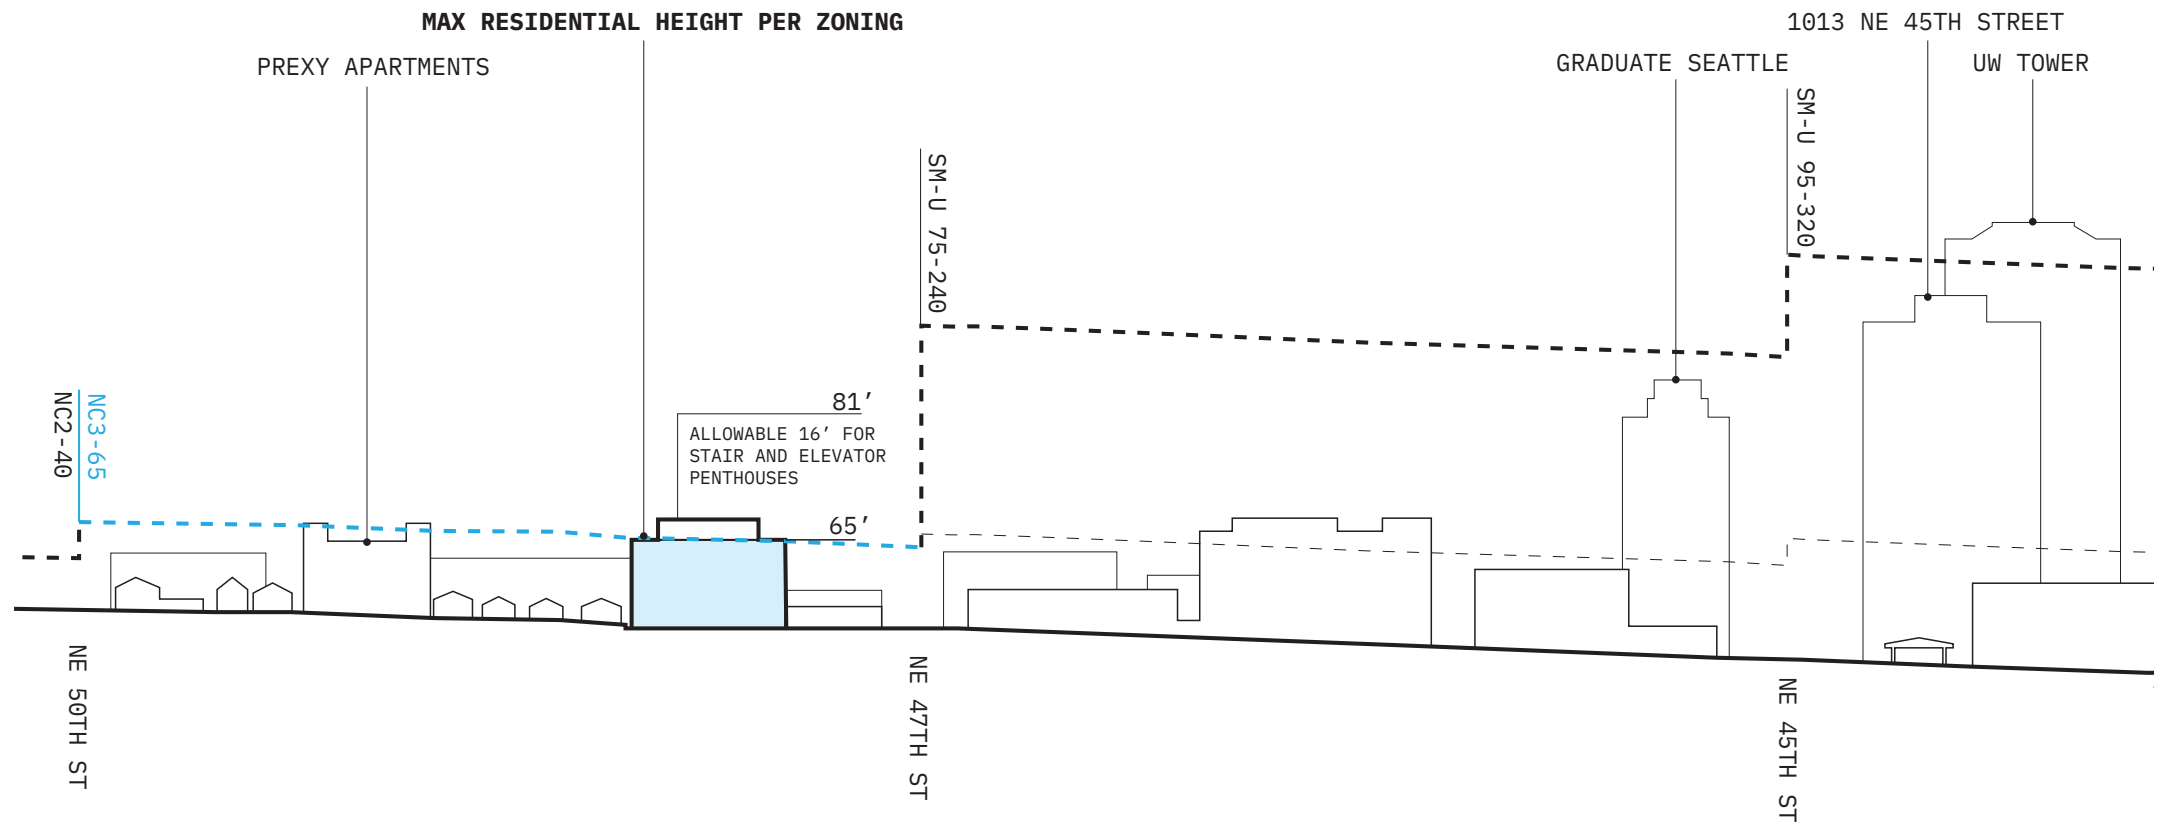 MAX RESIDENTIAL HEIGHT PER ZONING
1013 NE 45TH STREET
PREXY APARTMENTS
GRADUATE SEATTLE
UW TOWER
SM-U 95-320
SM-U 75-240
NC3-65
NC2-40
81’
ALLOWABLE 16’ FOR
STAIR AND ELEVATOR
PENTHOUSES
65’
NE 50TH ST
NE 47TH ST
NE 45TH ST